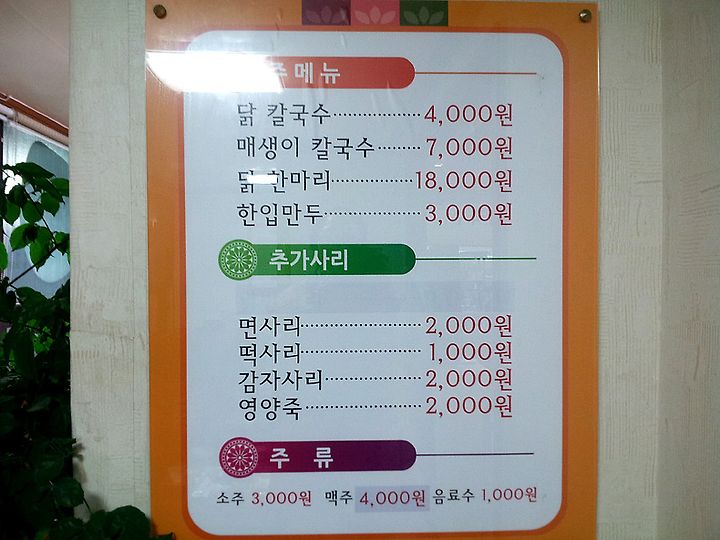 주메뉴
닭 칼국수 4,000원
매생이 칼국수 7,000원
닭 한마리 18,000원
한입만두 3,000원
추가사리
면사리 2,000원
떡사리 1,000원
감자사리 2,000원
영양죽 2,000원
주 류
소주 3,000원 맥주 4,000원 음료수 1,000원